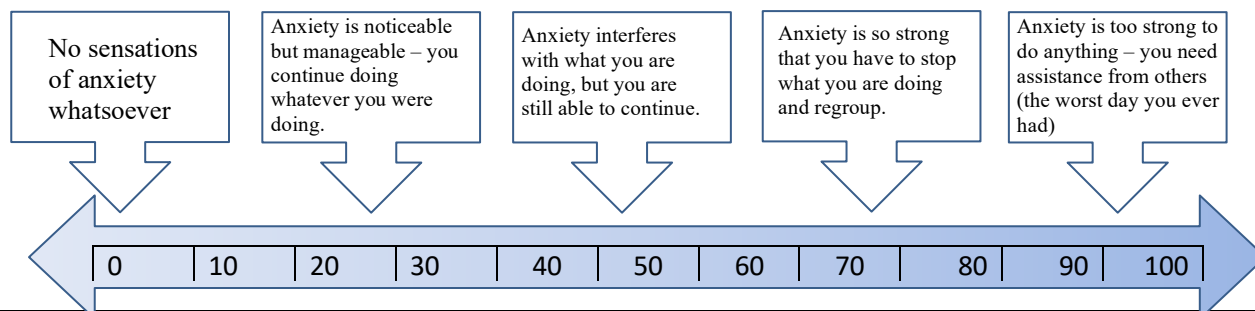 No sensations
of anxiety
whatsoever
Anxiety is noticeable
but manageable – you
continue doing
whatever you were
doing.
Anxiety interferes
with what you are
doing, but you are
still able to continue.
Anxiety is so strong
that you have to stop
what you are doing
and regroup.
Anxiety is too strong to
do anything – you need
assistance from others
(the worst day you ever
had)
0 10 20 30 40 50 60 70 80 90 100